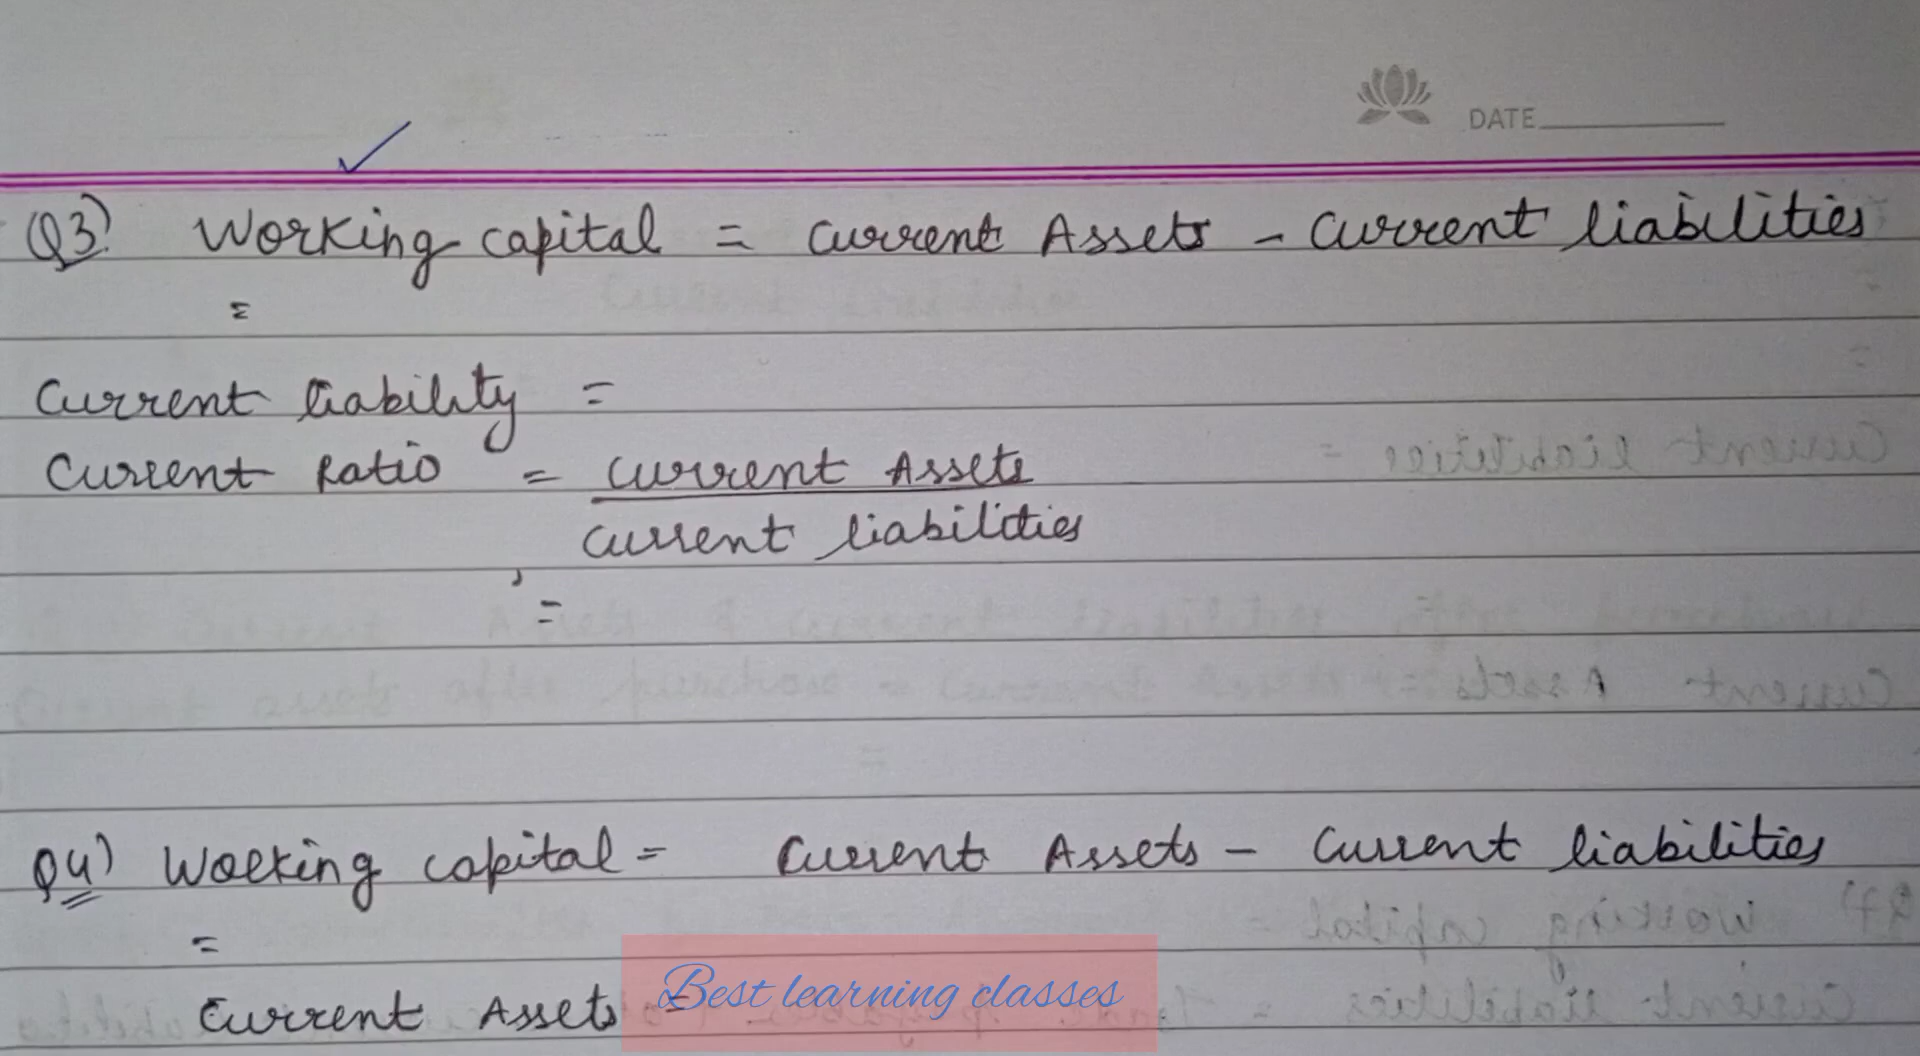 DATE
Q3) Working capital = Current Assets - Current liabilities
=
Current liability =
Current Ratio = Current Assets
Current liabilities
=
Q4) Working capital = Current Assets - Current liabilities
=
Current Assets =
Best learning classes